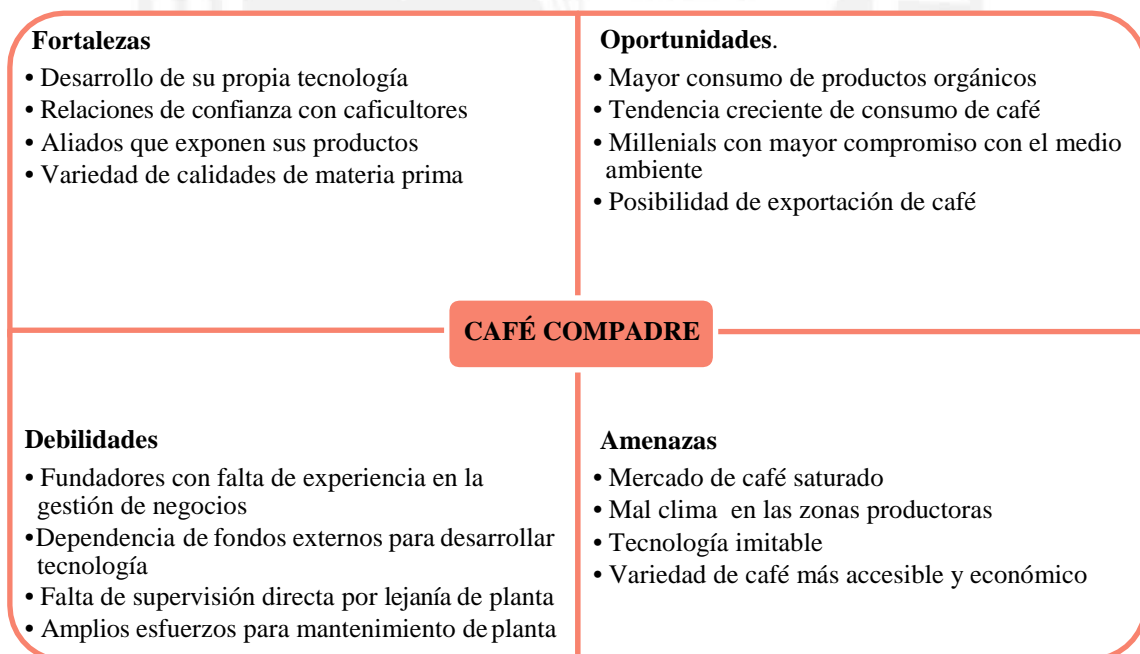 Fortalezas
• Desarrollo de su propia tecnología
• Relaciones de confianza con caficultores
• Aliados que exponen sus productos
• Variedad de calidades de materia prima
Oportunidades.
• Mayor consumo de productos orgánicos
• Tendencia creciente de consumo de café
• Millenials con mayor compromiso con el medio
ambiente
• Posibilidad de exportación de café
CAFÉ COMPADRE
Debilidades
• Fundadores con falta de experiencia en la
gestión de negocios
•Dependencia de fondos externos para desarrollar
tecnología
• Falta de supervisión directa por lejanía de planta
• Amplios esfuerzos para mantenimiento de planta
Amenazas
• Mercado de café saturado
• Mal clima en las zonas productoras
• Tecnología imitable
• Variedad de café más accesible y económico